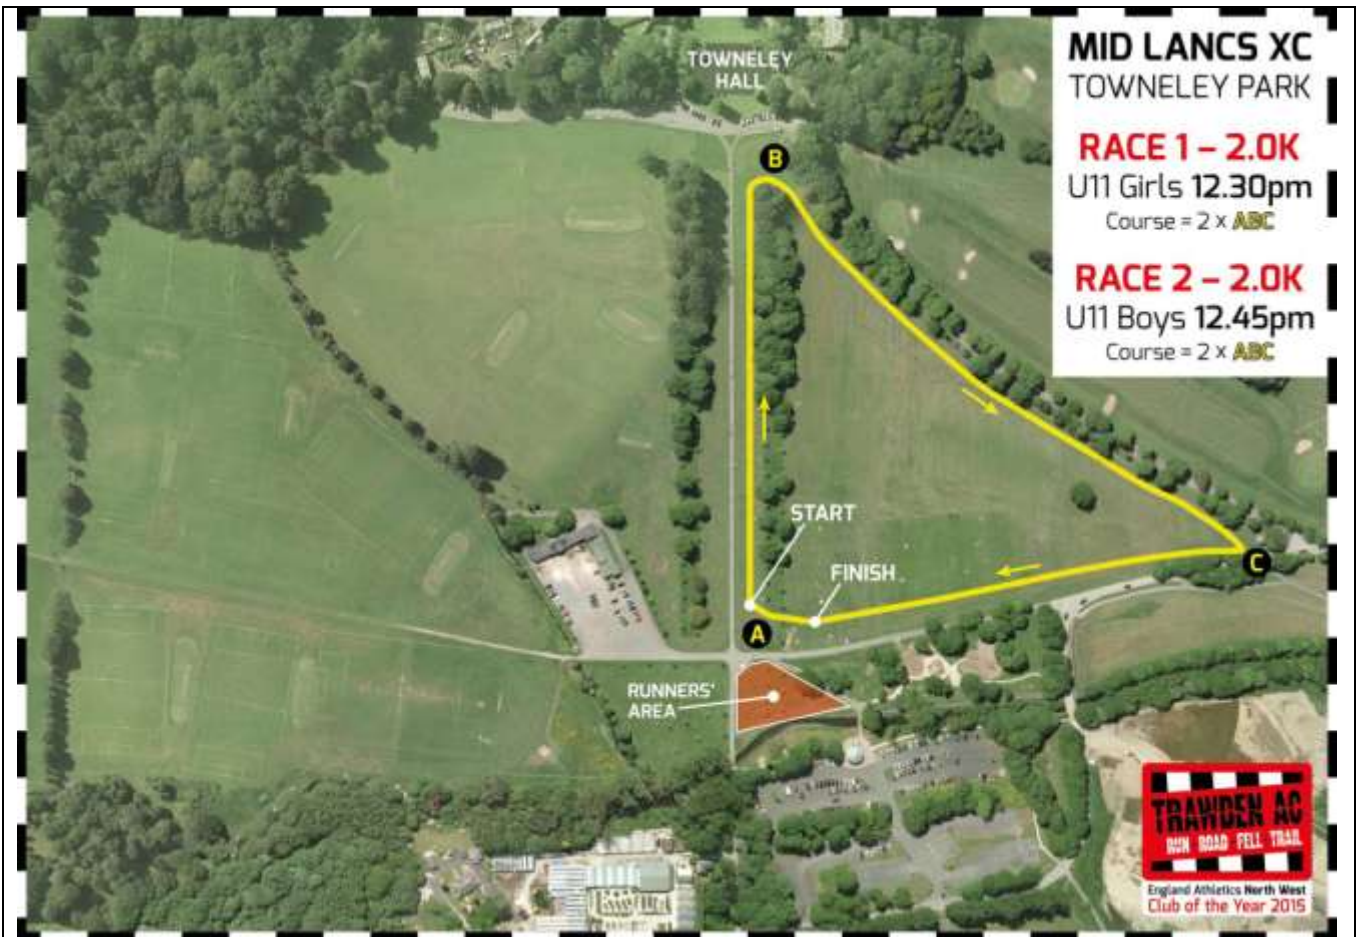 MID LANCS XC
TOWNELEY PARK
RACE 1 – 2.0K
U11 Girls 12.30pm
Course = 2 x ABC
RACE 2 – 2.0K
U11 Boys 12.45pm
Course = 2 x ABC
TOWNELEY
HALL
B
START
FINISH
C
A
RUNNERS'
AREA
TRAWDEN AC
RUN ROAD FELL TRAIL
England Athletics North West
Club of the Year 2015